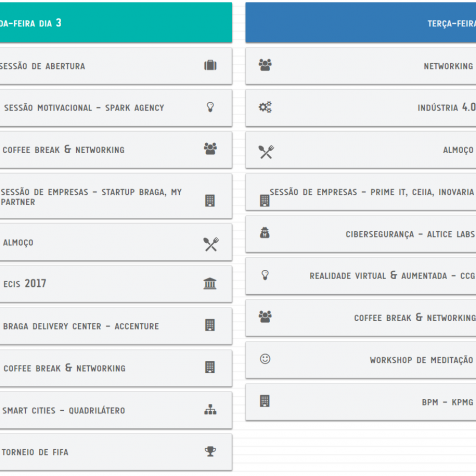 DA-FEIRA DIA 3
SESSÃO DE ABERTURA
SESSÃO MOTIVACIONAL – SPARK AGENCY
COFFEE BREAK & NETWORKING
SESSÃO DE EMPRESAS – STARTUP BRAGA, MY
PARTNER
ALMOÇO
ECIS 2017
BRAGA DELIVERY CENTER – ACCENTURE
COFFEE BREAK & NETWORKING
SMART CITIES – QUADRILÁTERO
TORNEIO DE FIFA
TERÇA-FEIRA
NETWORKING
INDÚSTRIA 4.0
ALMOÇO
SESSÃO DE EMPRESAS – PRIME IT, CEIIA, INOVARIA
CIBERSEGURANÇA – ALTICE LABS
REALIDADE VIRTUAL & AUMENTADA – CCG
COFFEE BREAK & NETWORKING
WORKSHOP DE MEDITAÇÃO
BPM – KPMG